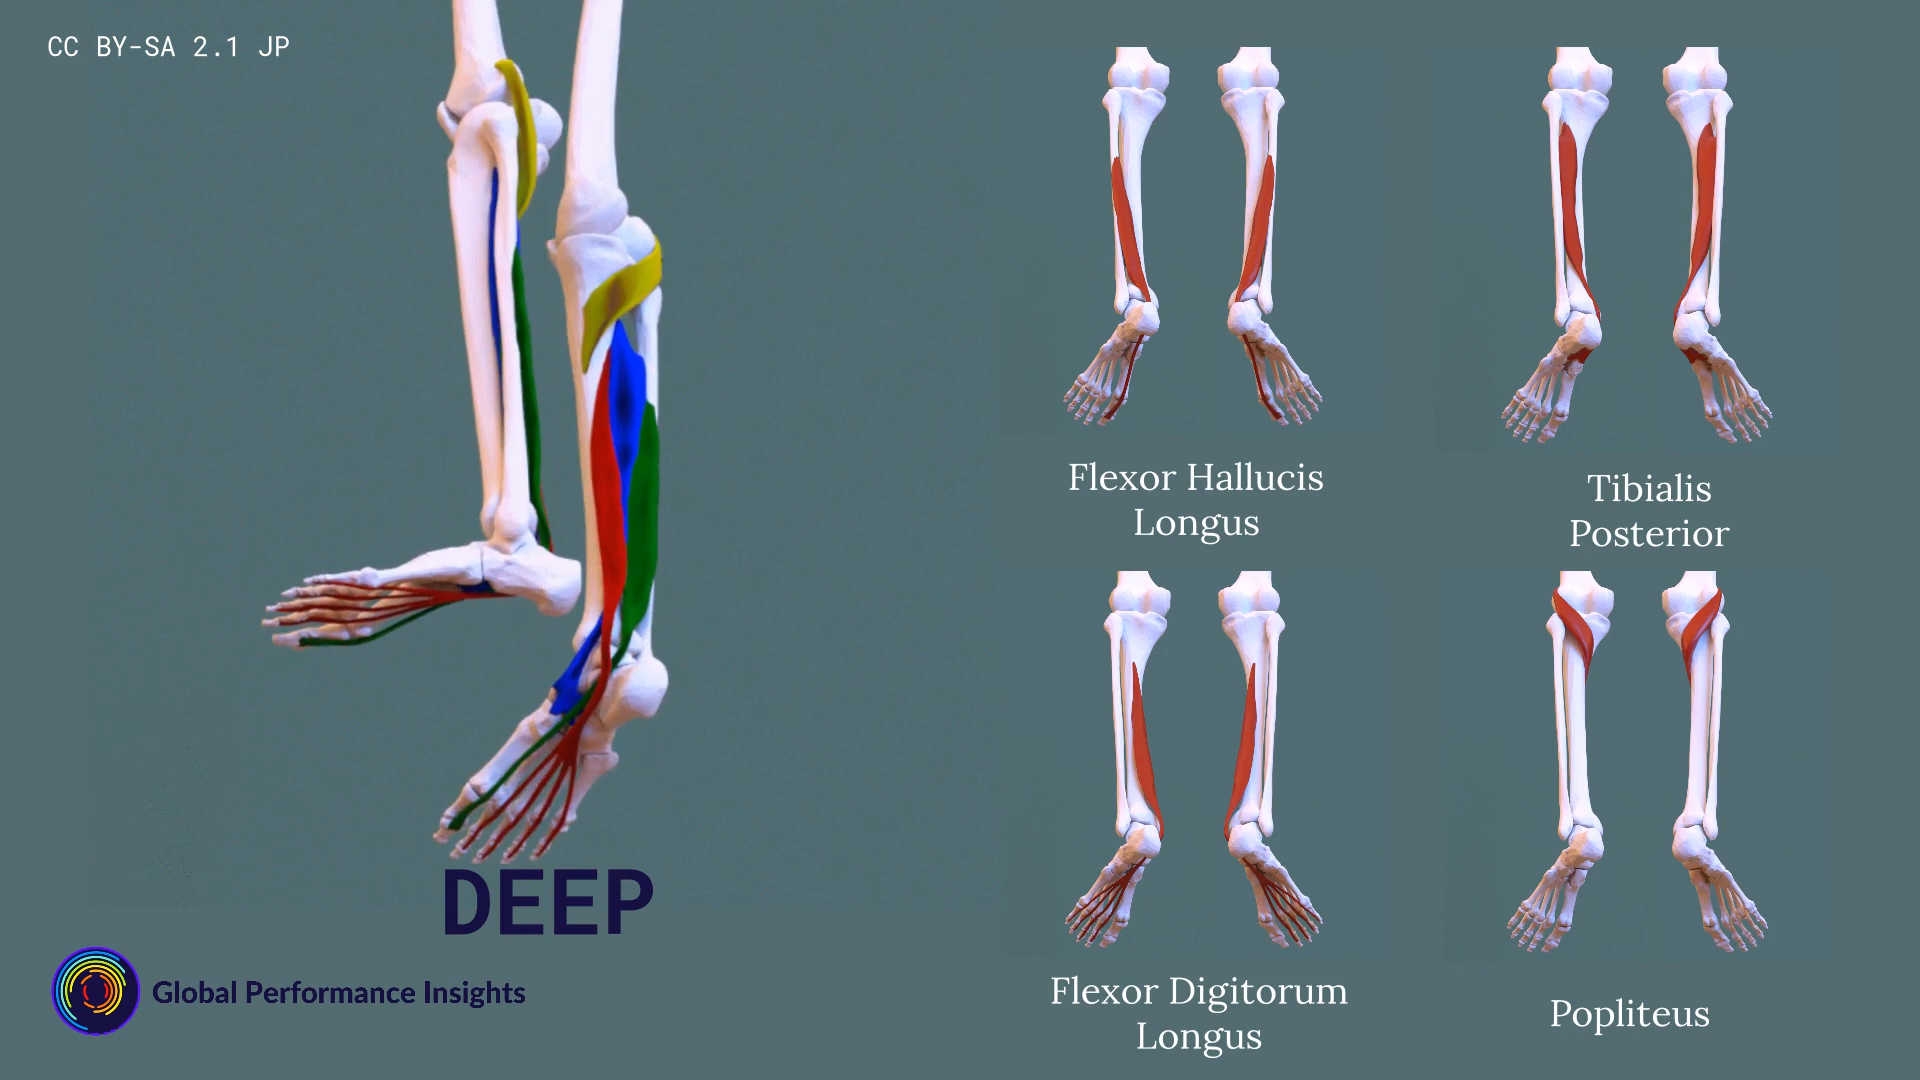 CC BY-SA 2.1 JP
Flexor Hallucis
Longus
Tibialis
Posterior
DEEP
Flexor Digitorum
Longus
Popliteus
Global Performance Insights